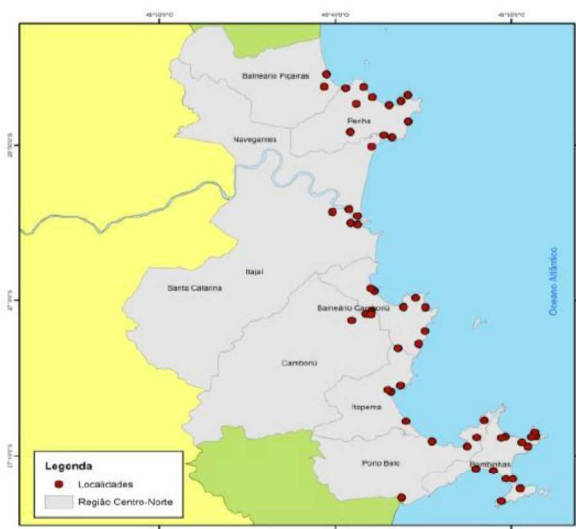 Balneário Piçarras
Penha
Navegantes
Itajaí
Santa Catarina
Balneário Camboriú
Camboriú
Itapema
Porto Belo
Bombinhas
Oceano Atlântico
Legenda
Localidades
Região Centro-Norte